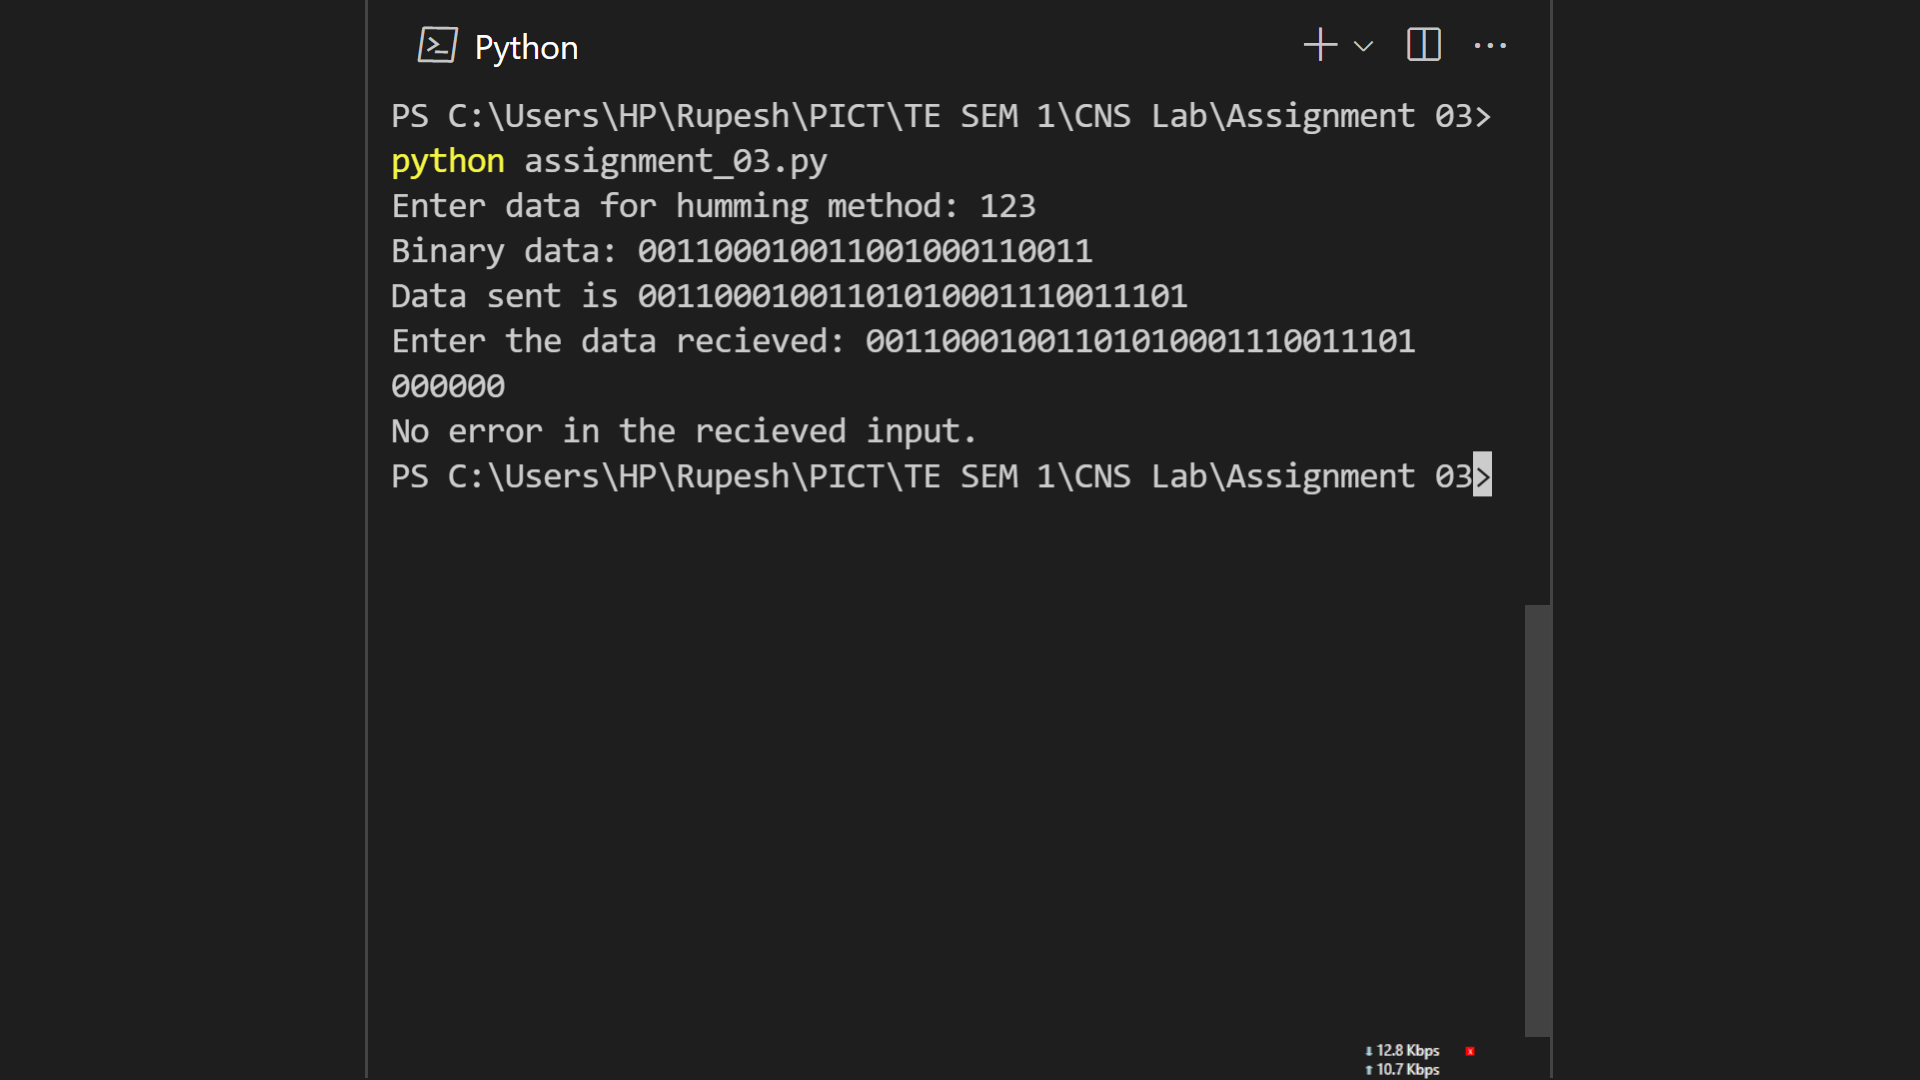 Python
PS C:\Users\HP\Rupesh\PICT\TE SEM 1\CNS Lab\Assignment 03>
python assignment_03.py
Enter data for humming method: 123
Binary data: 001100010011001000110011
Data sent is 00110001001101010001110011101
Enter the data recieved: 00110001001101010001110011101
000000
No error in the recieved input.
PS C:\Users\HP\Rupesh\PICT\TE SEM 1\CNS Lab\Assignment 03>
12.8 Kbps
10.7 Kbps